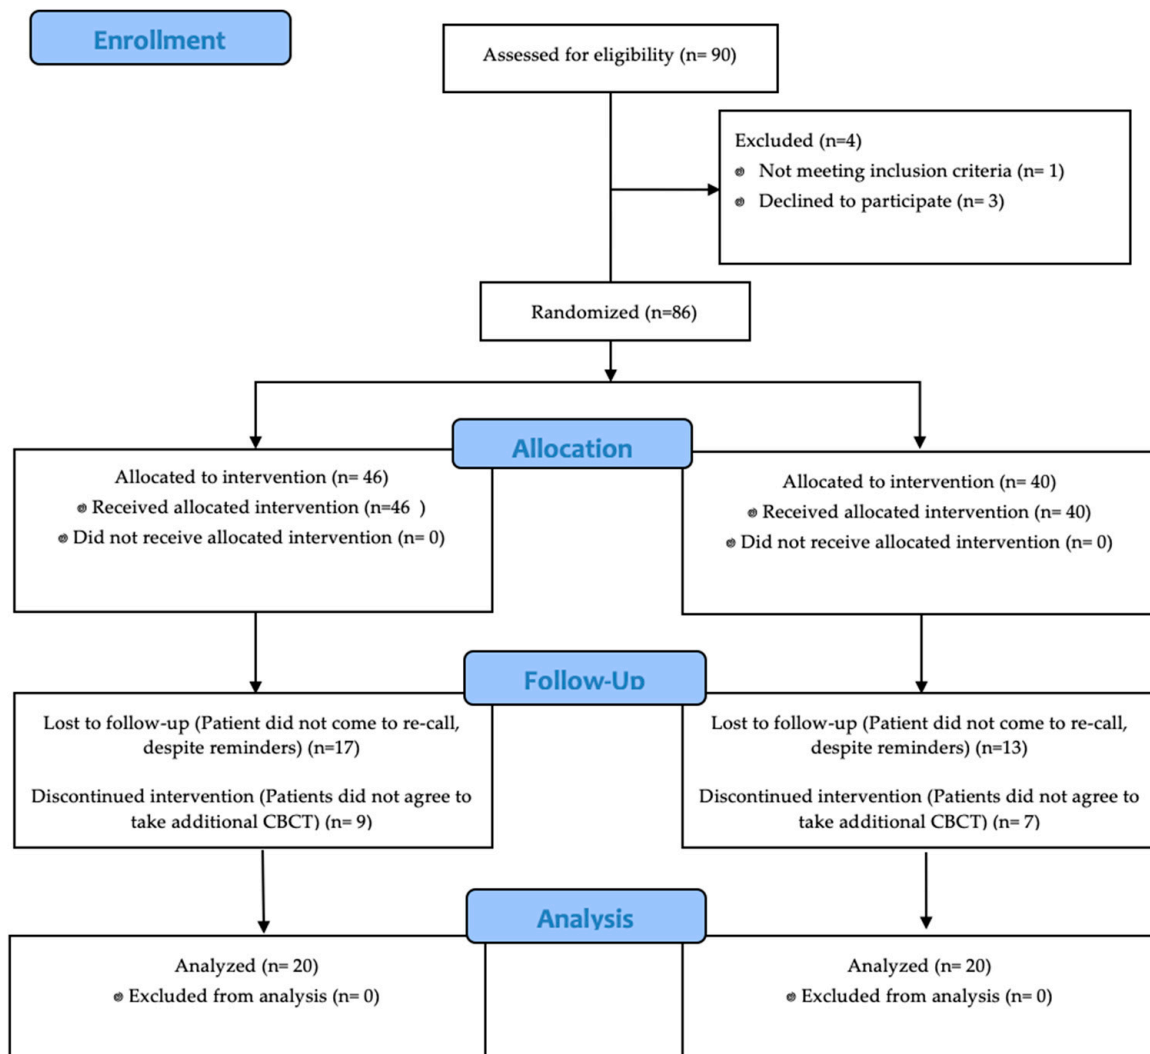 Enrollment
Assessed for eligibility (n= 90)
Excluded (n=4)
Not meeting inclusion criteria (n= 1)
Declined to participate (n= 3)
Randomized (n=86)
Allocation
Allocated to intervention (n= 46)
Received allocated intervention (n=46  )
Did not receive allocated intervention (n= 0)
Allocated to intervention (n= 40)
Received allocated intervention (n= 40)
Did not receive allocated intervention (n= 0)
Follow-Up
Lost to follow-up (Patient did not come to re-call,
despite reminders) (n=17)
Discontinued intervention (Patients did not agree to
take additional CBCT) (n= 9)
Lost to follow-up (Patient did not come to re-call,
despite reminders) (n=13)
Discontinued intervention (Patients did not agree to
take additional CBCT) (n= 7)
Analysis
Analyzed (n= 20)
Excluded from analysis (n= 0)
Analyzed (n= 20)
Excluded from analysis (n= 0)